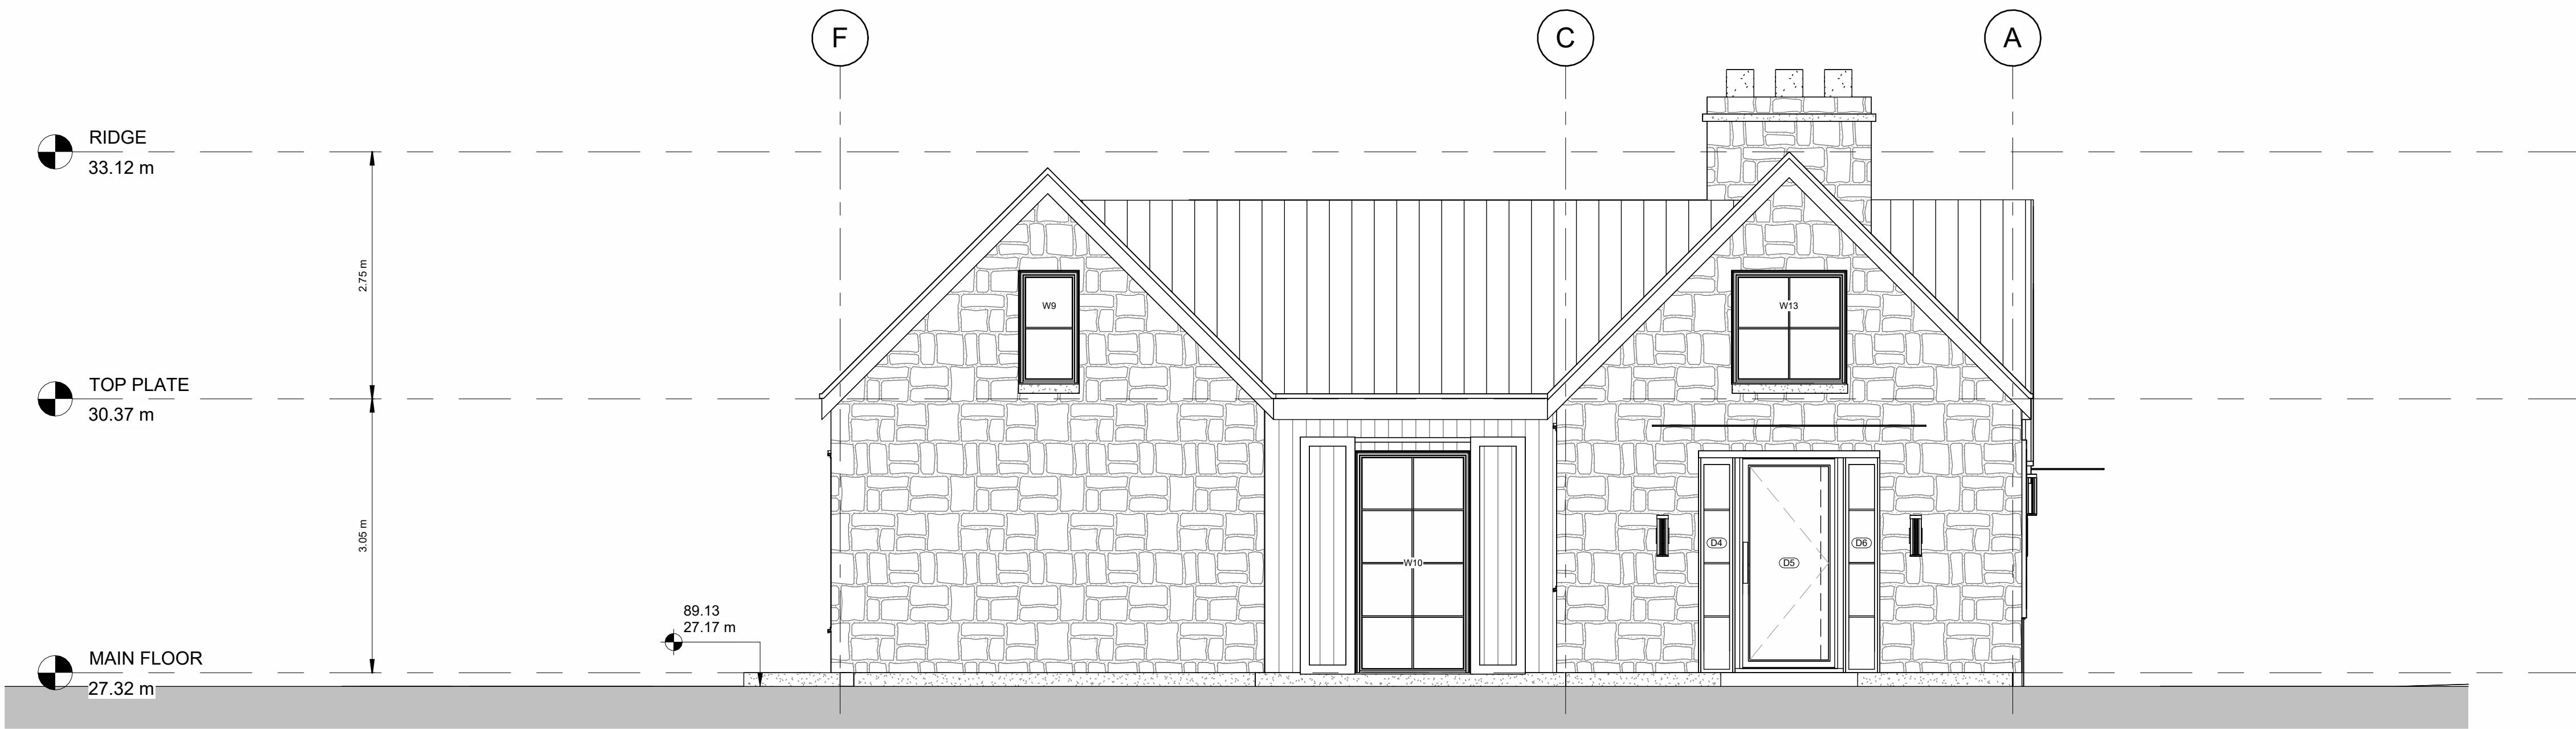 F
C
A
RIDGE
33.12 m
2.75 m
W9
W13
TOP PLATE
30.37 m
3.05 m
D4
D6
W10
D5
89.13
27.17 m
MAIN FLOOR
27.32 m